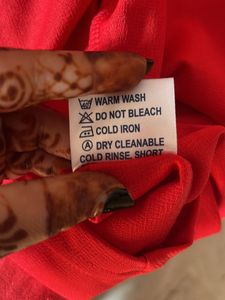 WARM WASH
DO NOT BLEACH
COLD IRON
A DRY CLEANABLE
COLD RINSE, SHORT